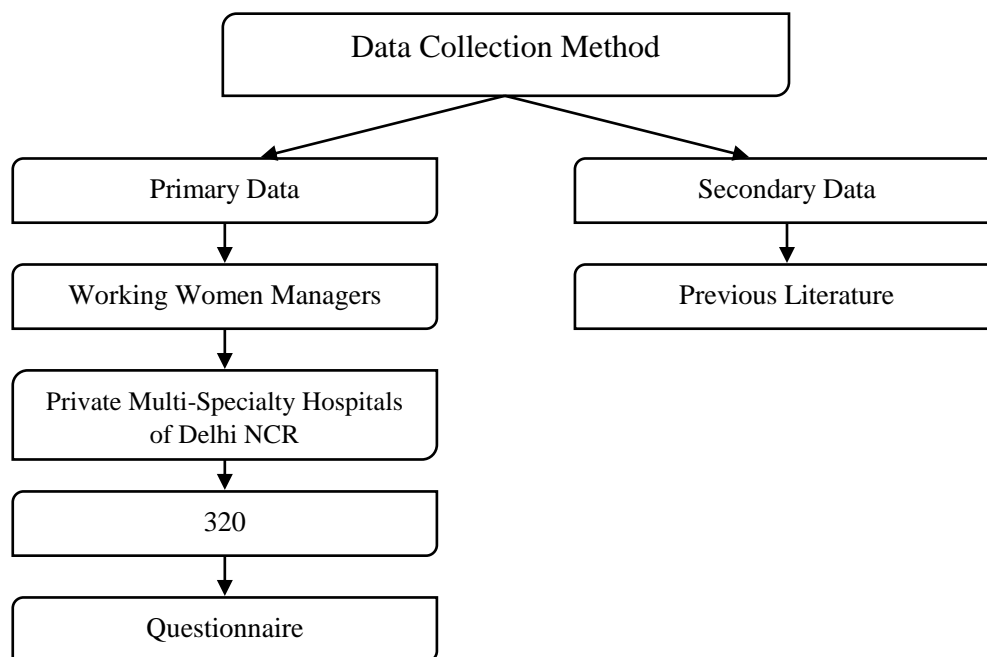 Data Collection Method
Primary Data
Secondary Data
Working Women Managers
Previous Literature
Private Multi-Specialty Hospitals
of Delhi NCR
320
Questionnaire